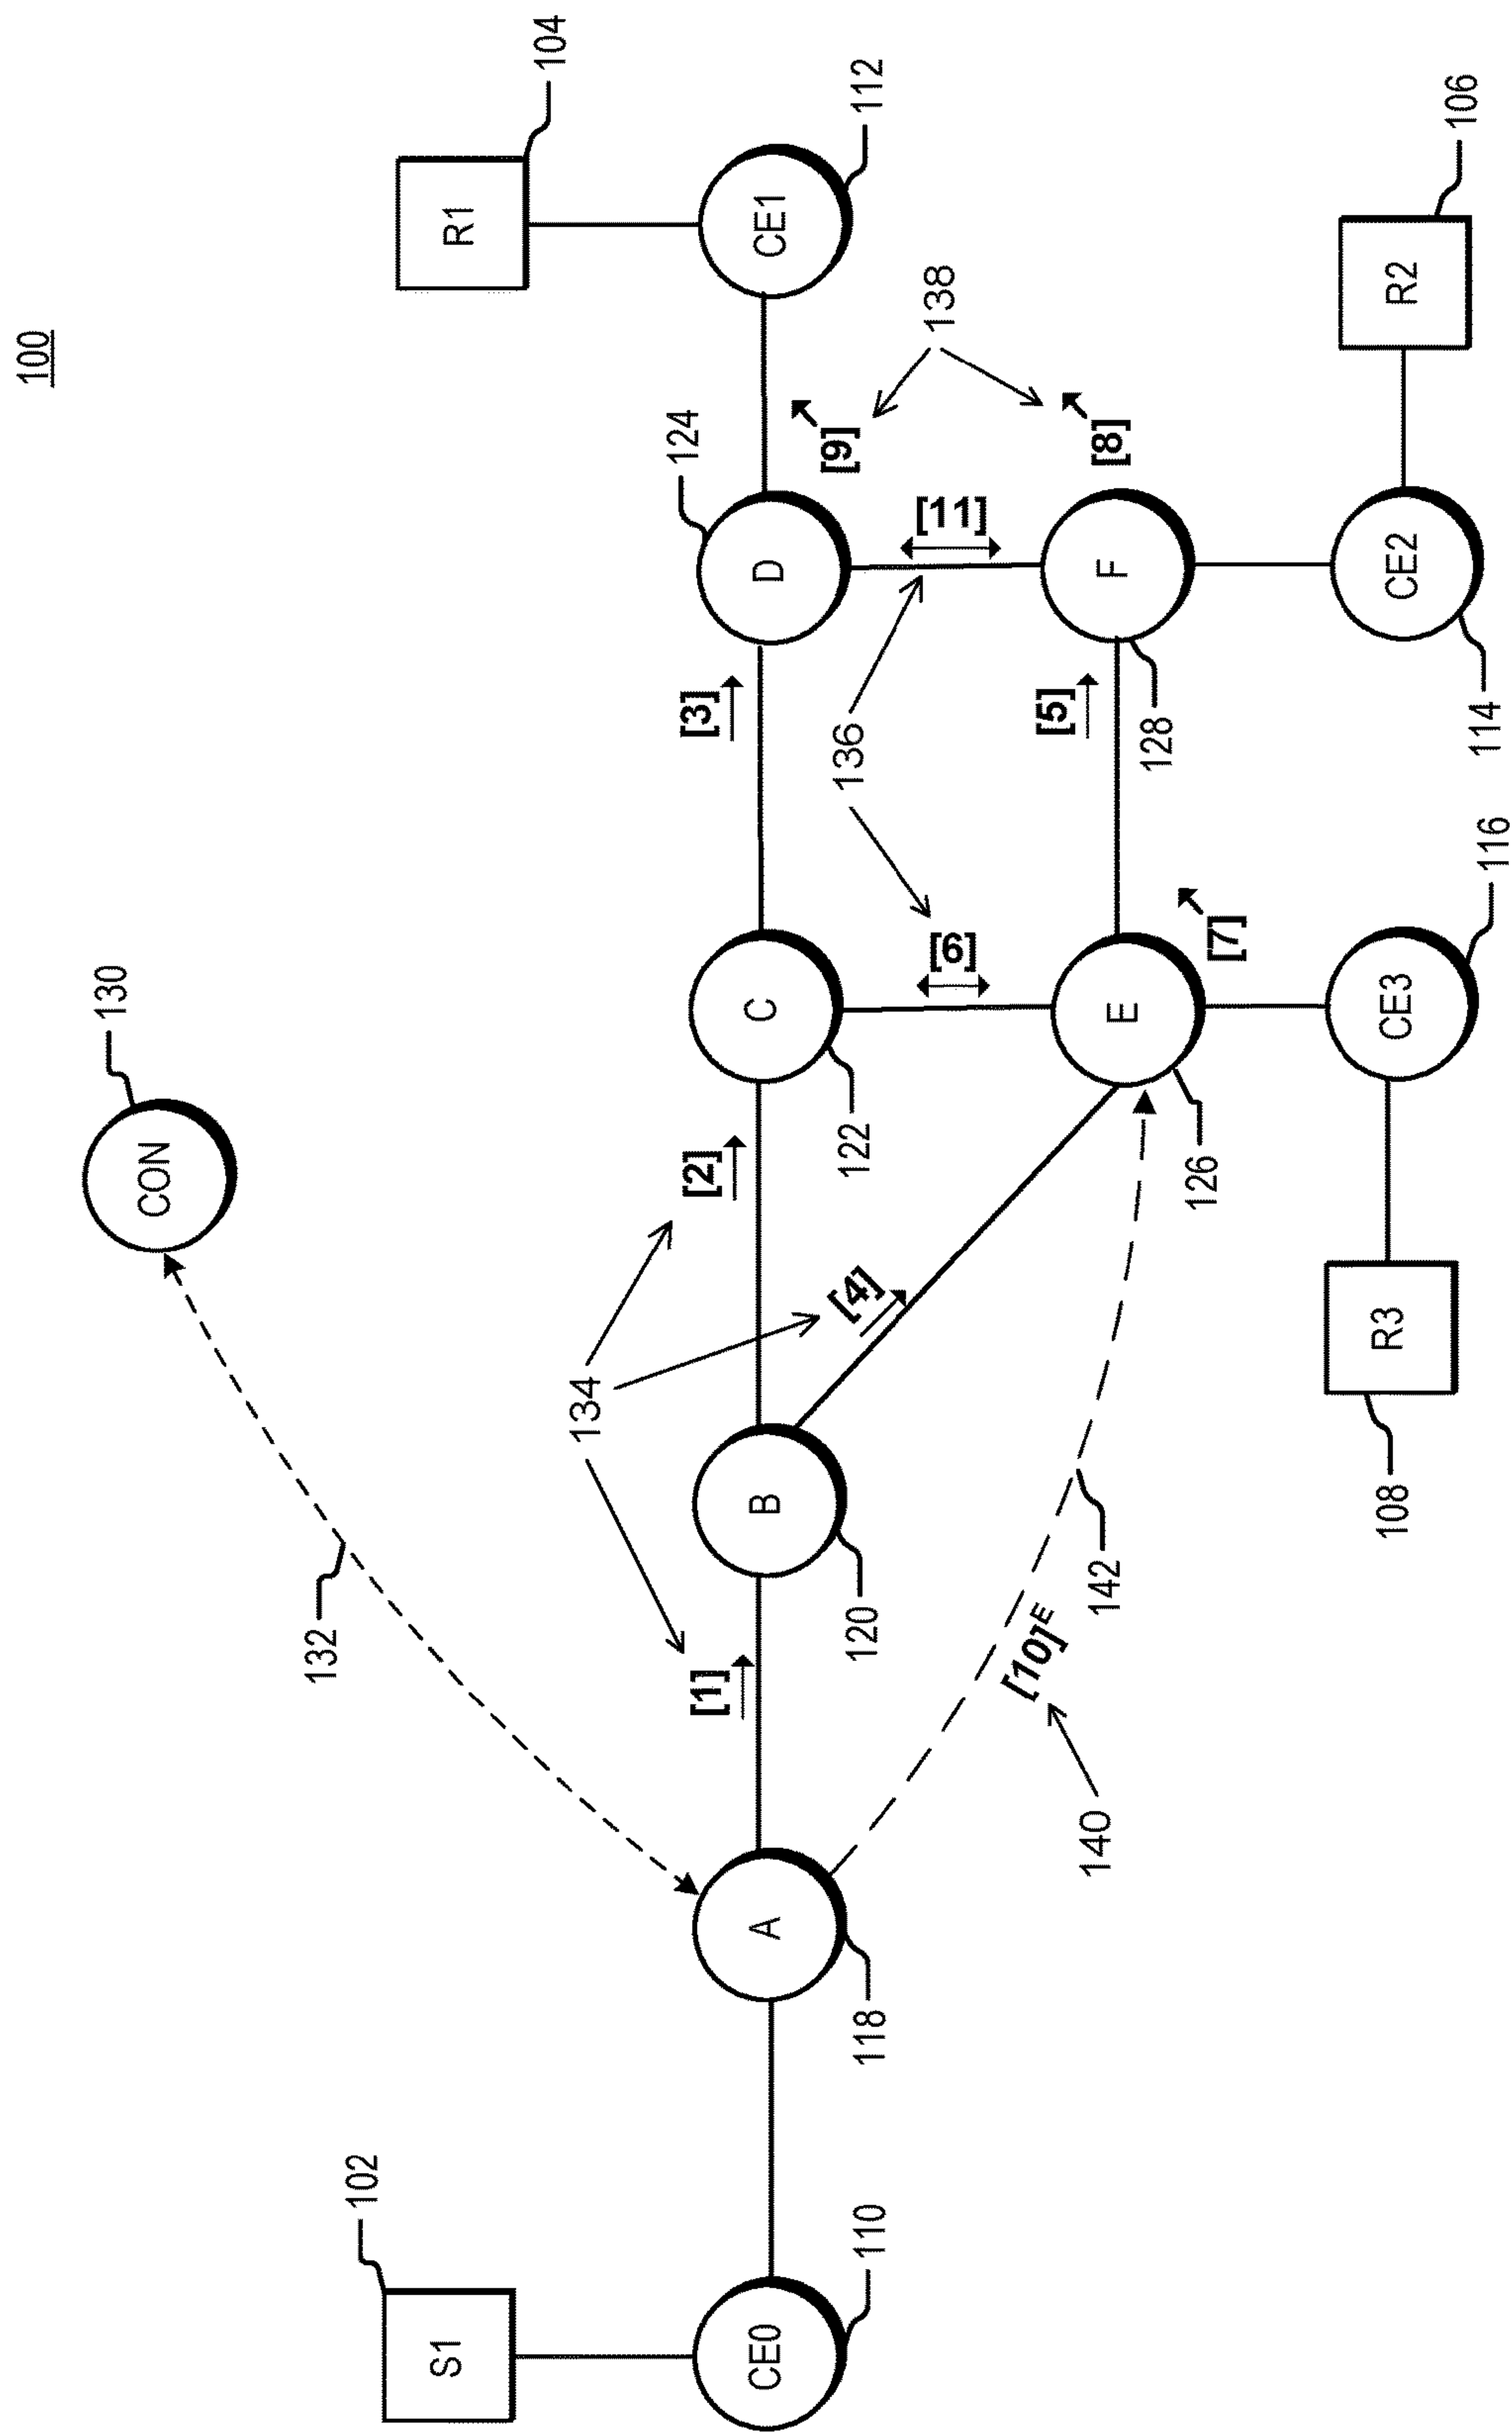 100
130
CON
132
102
104
S1
R1
134
124
[1]
[2]
[3]
CE0
A
B
C
D
CE1
[4]
136
[9]
110
118
120
122
112
138
[6]
[11]
[10]ᴱ
[5]
140
142
E
F
[8]
128
126
[7]
R3
CE3
CE2
R2
108
116
114
106